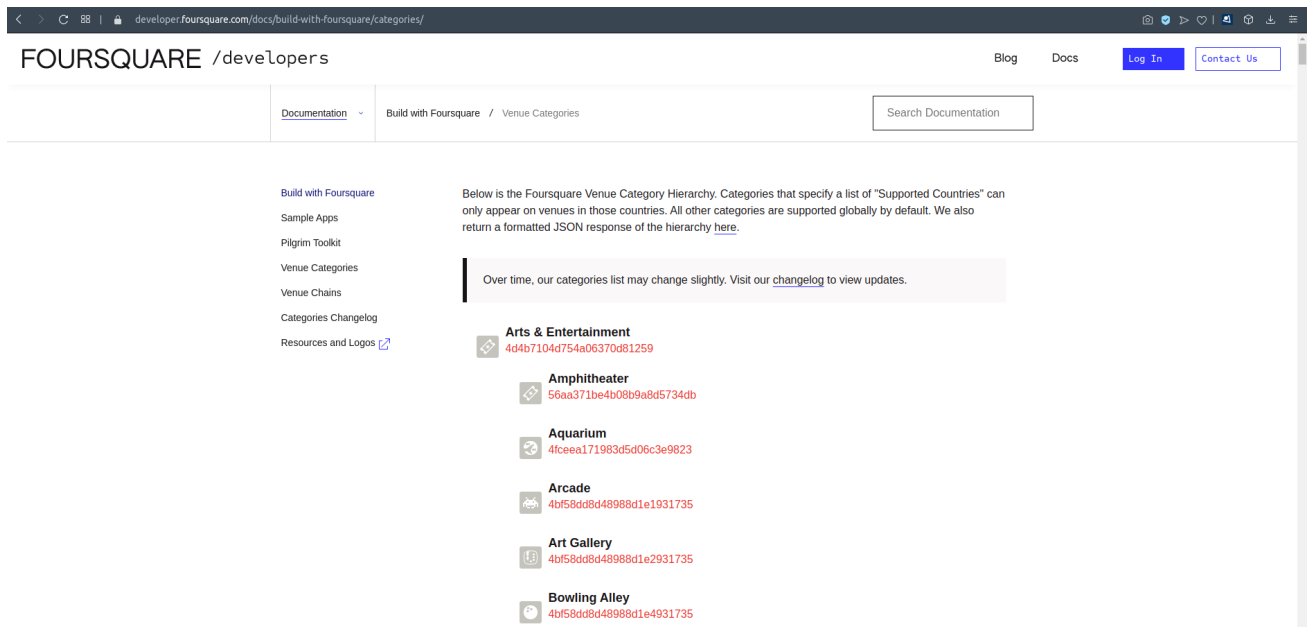 developer.foursquare.com/docs/build-with-foursquare/categories/
FOURSQUARE /developers
Blog
Docs
Log In
Contact Us
Documentation
Build with Foursquare / Venue Categories
Search Documentation
Build with Foursquare
Sample Apps
Pilgrim Toolkit
Venue Categories
Venue Chains
Categories Changelog
Resources and Logos
Below is the Foursquare Venue Category Hierarchy. Categories that specify a list of "Supported Countries" can
only appear on venues in those countries. All other categories are supported globally by default. We also
return a formatted JSON response of the hierarchy here.
Over time, our categories list may change slightly. Visit our changelog to view updates.
Arts & Entertainment
4d4b7104d754a06370d81259
Amphitheater
56aa371be4b08b9a8d5734db
Aquarium
4fceea171983d5d06c3e9823
Arcade
4bf58dd8d48988d1e1931735
Art Gallery
4bf58dd8d48988d1e2931735
Bowling Alley
4bf58dd8d48988d1e4931735